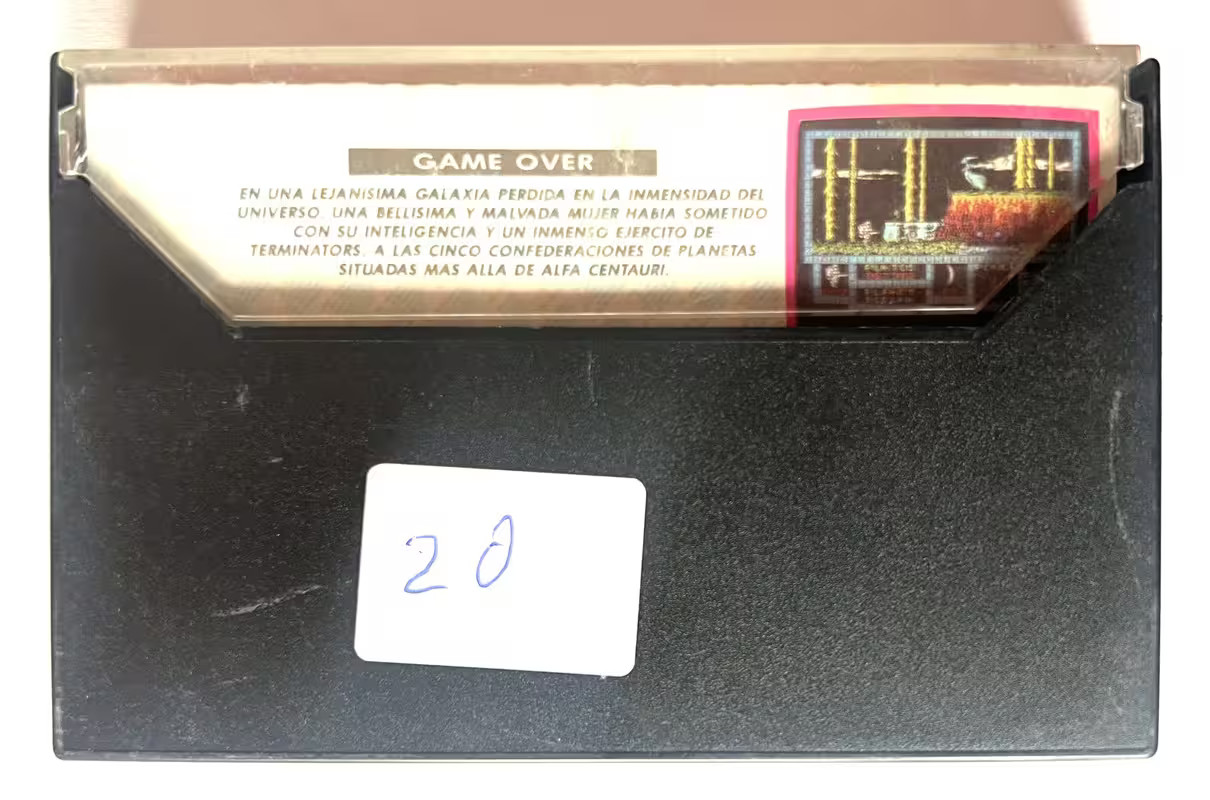 GAME OVER
EN UNA LEJANISIMA GALAXIA PERDIDA EN LA INMENSIDAD DEL
UNIVERSO, UNA BELLISIMA Y MALVADA MUJER HABIA SOMETIDO
CON SU INTELIGENCIA Y UN INMENSO EJERCITO DE
TERMINATORS, A LAS CINCO CONFEDERACIONES DE PLANETAS
SITUADAS MAS ALLA DE ALFA CENTAURI.
20